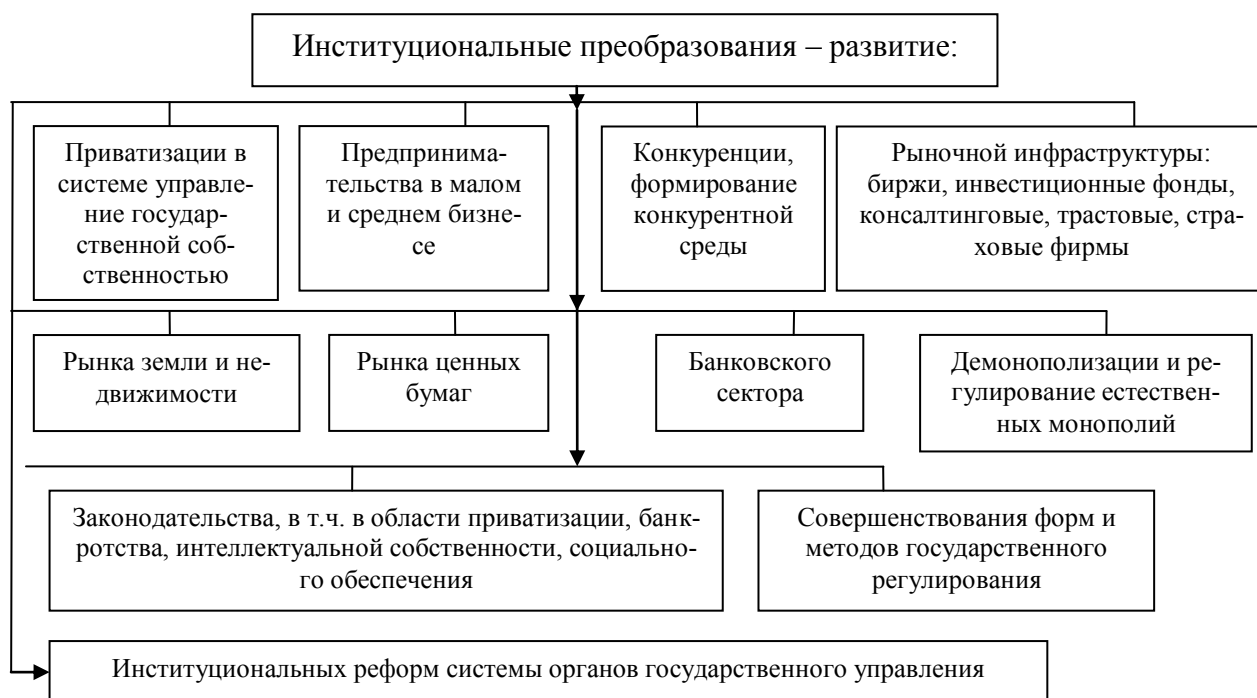 Институциональные преобразования – развитие:
Приватизации в
системе управле-
ние государ-
ственной соб-
ственностью
Предпринима-
тельства в малом
и среднем бизне-
се
Конкуренции,
формирование
конкурентной
среды
Рыночной инфраструктуры:
биржи, инвестиционные фонды,
консалтинговые, трастовые, стра-
ховые фирмы
Рынка земли и не-
движимости
Рынка ценных
бумаг
Банковского
сектора
Демонополизации и ре-
гулирование естествен-
ных монополий
Законодательства, в т.ч. в области приватизации, банк-
ротства, интеллектуальной собственности, социально-
го обеспечения
Совершенствования форм и
методов государственного
регулирования
Институциональных реформ системы органов государственного управления